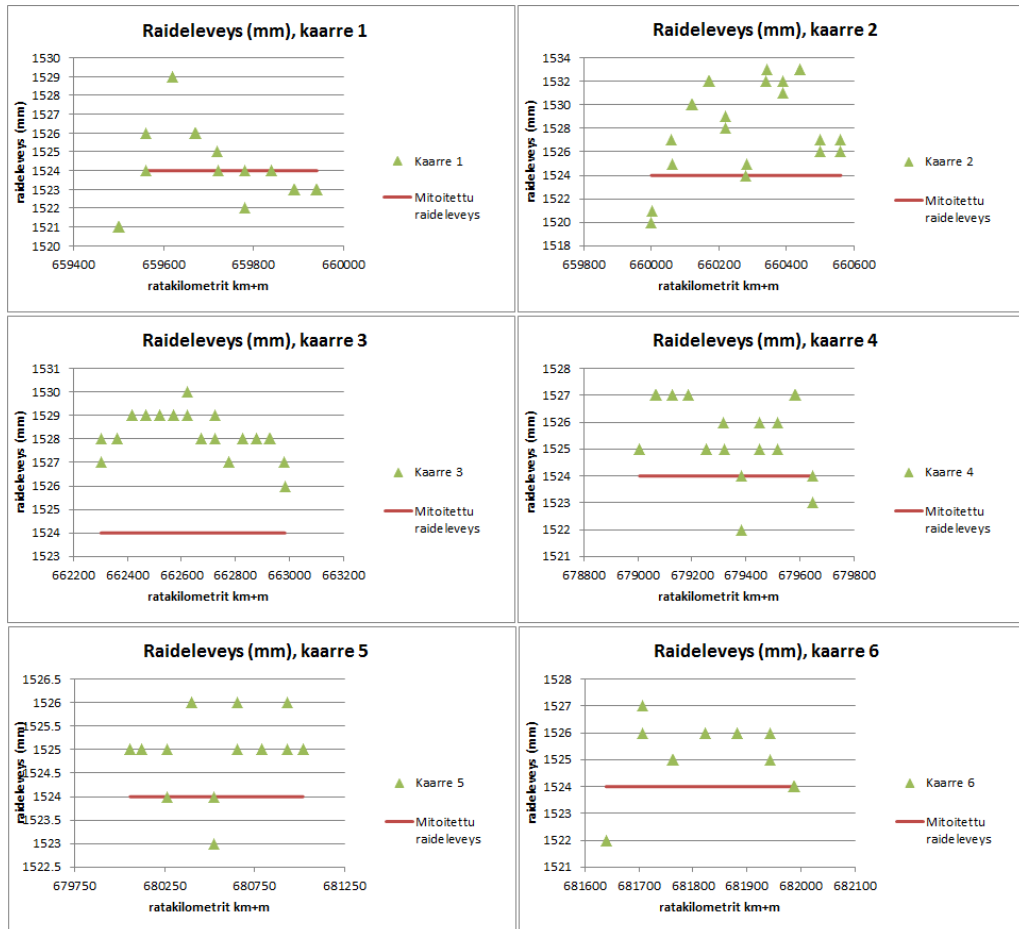 Raideleveys (mm), kaarre 1
raideleveys (mm)
1530
1529
1528
1527
1526
1525
1524
1523
1522
1521
1520
659400 659600 659800 660000
ratakilometrit km+m
Kaarre 1
Mitoitettu
raideleveys
Raideleveys (mm), kaarre 2
raideleveys (mm)
1534
1532
1530
1528
1526
1524
1522
1520
1518
659800 660000 660200 660400 660600
ratakilometrit km+m
Kaarre 2
Mitoitettu
raideleveys
Raideleveys (mm), kaarre 3
raideleveys (mm)
1531
1530
1529
1528
1527
1526
1525
1524
1523
662200 662400 662600 662800 663000 663200
ratakilometrit km+m
Kaarre 3
Mitoitettu
raideleveys
Raideleveys (mm), kaarre 4
raideleveys (mm)
1528
1527
1526
1525
1524
1523
1522
1521
678800 679000 679200 679400 679600 679800
ratakilometrit km+m
Kaarre 4
Mitoitettu
raideleveys
Raideleveys (mm), kaarre 5
raideleveys (mm)
1526.5
1526
1525.5
1525
1524.5
1524
1523.5
1523
1522.5
679750 680250 680750 681250
ratakilometrit km+m
Kaarre 5
Mitoitettu
raideleveys
Raideleveys (mm), kaarre 6
raideleveys (mm)
1528
1527
1526
1525
1524
1523
1522
1521
681600 681700 681800 681900 682000 682100
ratakilometrit km+m
Kaarre 6
Mitoitettu
raideleveys